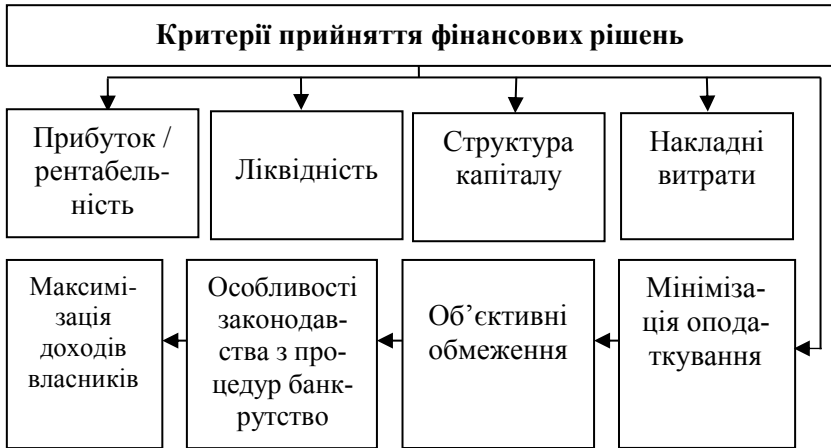 Критерії прийняття фінансових рішень
Прибуток /
рентабель-
ність
Ліквідність
Структура
капіталу
Накладні
витрати
Максимі-
зація
доходів
власників
Особливості
законодав-
ства з про-
цедур банк-
рутство
Об’єктивні
обмеження
Мініміза-
ція опода-
ткування